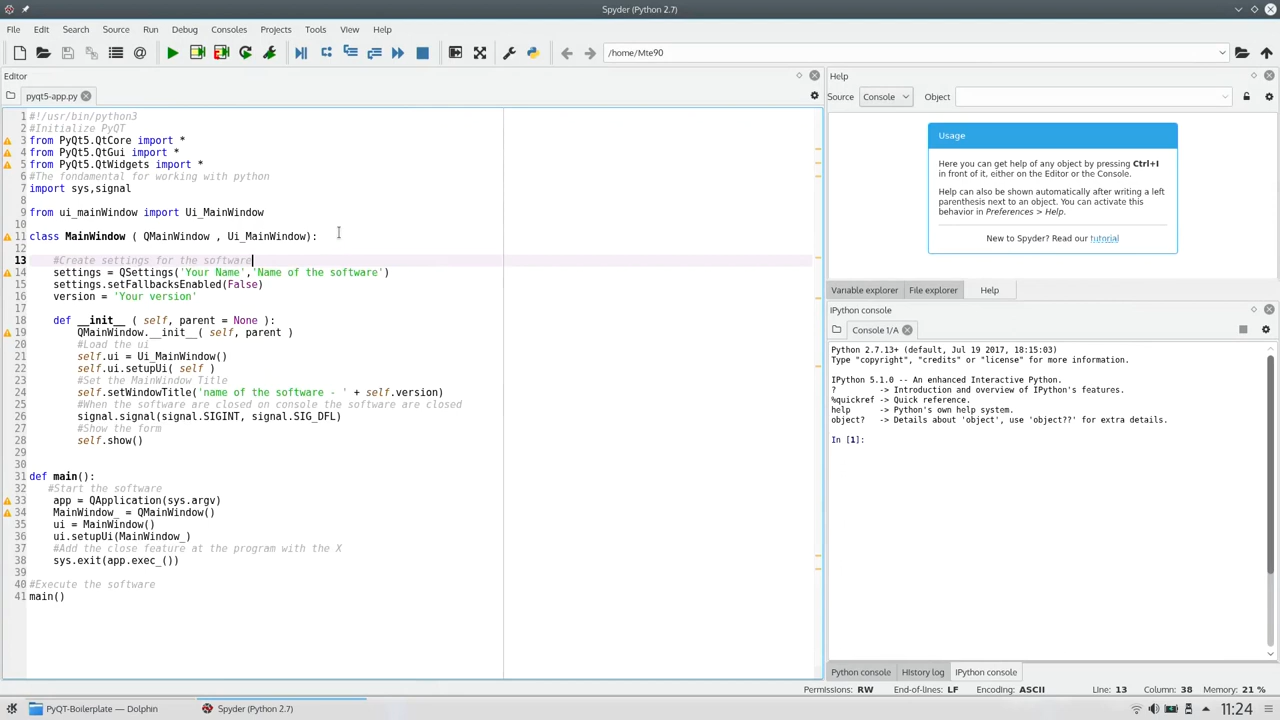 Spyder (Python 2.7)
File Edit Search Source Run Debug Consoles Projects Tools View Help
/home/Mte90
Editor
pyqt5-app.py
1 #!/usr/bin/python3
2 #Initialize PyQT
3 from PyQt5.QtCore import *
4 from PyQt5.QtGui import *
5 from PyQt5.QtWidgets import *
6 #The fondamental for working with python
7 import sys,signal
8
9 from ui_mainWindow import Ui_MainWindow
10
11 class MainWindow ( QMainWindow , Ui_MainWindow):
12
13 #Create settings for the software
14 settings = QSettings('Your Name','Name of the software')
15 settings.setFallbacksEnabled(False)
16 version = 'Your version'
17
18 def __init__ ( self, parent = None ):
19 QMainWindow.__init__( self, parent )
20 #Load the ui
21 self.ui = Ui_MainWindow()
22 self.ui.setupUi( self )
23 #Set the MainWindow Title
24 self.setWindowTitle('name of the software - ' + self.version)
25 #When the software are closed on console the software are closed
26 signal.signal(signal.SIGINT, signal.SIG_DFL)
27 #Show the form
28 self.show()
29
30
31 def main():
32 #Start the software
33 app = QApplication(sys.argv)
34 MainWindow_ = QMainWindow()
35 ui = MainWindow()
36 ui.setupUi(MainWindow_)
37 #Add the close feature at the program with the X
38 sys.exit(app.exec_())
39
40 #Execute the software
41 main()
Help
Source Console Object
Usage
Here you can get help of any object by pressing Ctrl+I
in front of it, either on the Editor or the Console.
Help can also be shown automatically after writing a left
parenthesis next to an object. You can activate this
behavior in Preferences > Help.
New to Spyder? Read our tutorial
Variable explorer File explorer Help
IPython console
Console 1/A
Python 2.7.13+ (default, Jul 19 2017, 18:15:03)
Type "copyright", "credits" or "license" for more information.
IPython 5.1.0 -- An enhanced Interactive Python.
? -> Introduction and overview of IPython's features.
%quickref -> Quick reference.
help -> Python's own help system.
object? -> Details about 'object', use 'object??' for extra details.
In [1]:
Python console History log IPython console
Permissions: RW End-of-lines: LF Encoding: ASCII Line: 13 Column: 38 Memory: 21 %
PyQT-Boilerplate — Dolphin Spyder (Python 2.7) 11:24